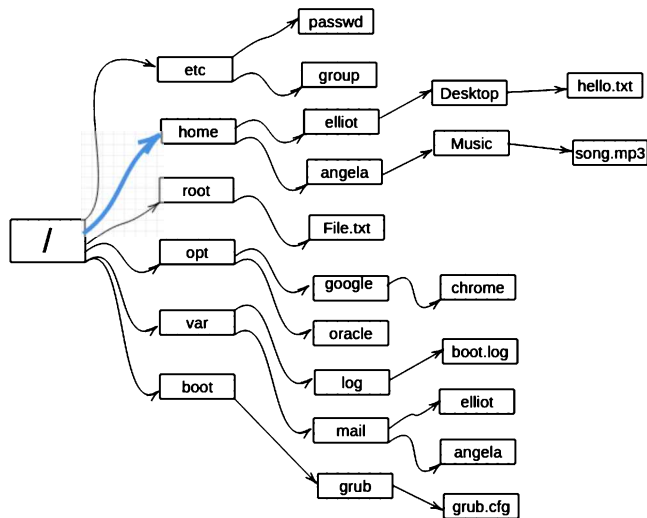 passwd
etc
group
hello.txt
Desktop
elliot
home
Music
song.mp3
angela
root
File.txt
/
opt
google
chrome
oracle
var
boot.log
log
boot
elliot
mail
angela
grub
grub.cfg